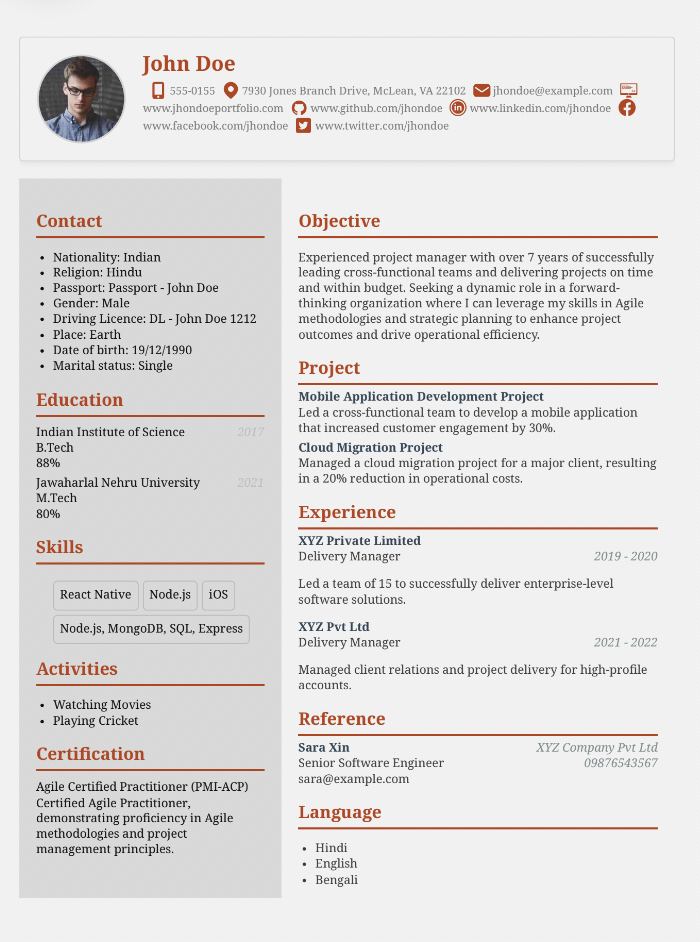 John Doe
555-0155 7930 Jones Branch Drive, McLean, VA 22102 jhondoe@example.com
www.jhondoeportfolio.com www.github.com/jhondoe www.linkedin.com/jhondoe
www.facebook.com/jhondoe www.twitter.com/jhondoe
Contact
• Nationality: Indian
• Religion: Hindu
• Passport: Passport - John Doe
• Gender: Male
• Driving Licence: DL - John Doe 1212
• Place: Earth
• Date of birth: 19/12/1990
• Marital status: Single
Education
Indian Institute of Science 2017
B.Tech
88%
Jawaharlal Nehru University 2021
M.Tech
80%
Skills
React Native Node.js iOS
Node.js, MongoDB, SQL, Express
Activities
• Watching Movies
• Playing Cricket
Certification
Agile Certified Practitioner (PMI-ACP)
Certified Agile Practitioner,
demonstrating proficiency in Agile
methodologies and project
management principles.
Objective
Experienced project manager with over 7 years of successfully
leading cross-functional teams and delivering projects on time
and within budget. Seeking a dynamic role in a forward-
thinking organization where I can leverage my skills in Agile
methodologies and strategic planning to enhance project
outcomes and drive operational efficiency.
Project
Mobile Application Development Project
Led a cross-functional team to develop a mobile application
that increased customer engagement by 30%.
Cloud Migration Project
Managed a cloud migration project for a major client, resulting
in a 20% reduction in operational costs.
Experience
XYZ Private Limited
Delivery Manager 2019 - 2020
Led a team of 15 to successfully deliver enterprise-level
software solutions.
XYZ Pvt Ltd
Delivery Manager 2021 - 2022
Managed client relations and project delivery for high-profile
accounts.
Reference
Sara Xin XYZ Company Pvt Ltd
Senior Software Engineer 09876543567
sara@example.com
Language
• Hindi
• English
• Bengali